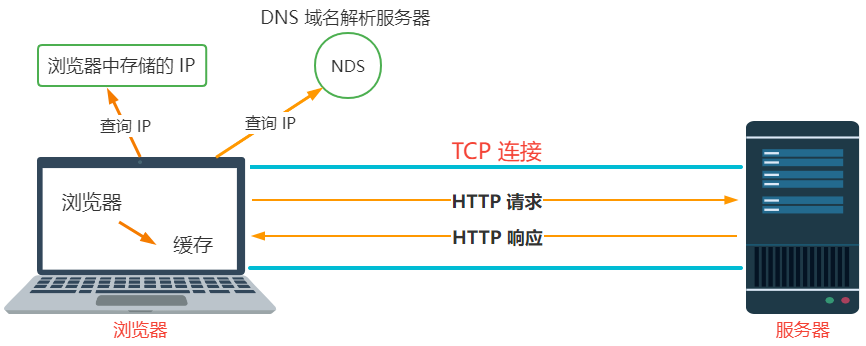 DNS 域名解析服务器
浏览器中存储的 IP
NDS
查询 IP
查询 IP
TCP 连接
浏览器
HTTP 请求
HTTP 响应
缓存
浏览器
服务器